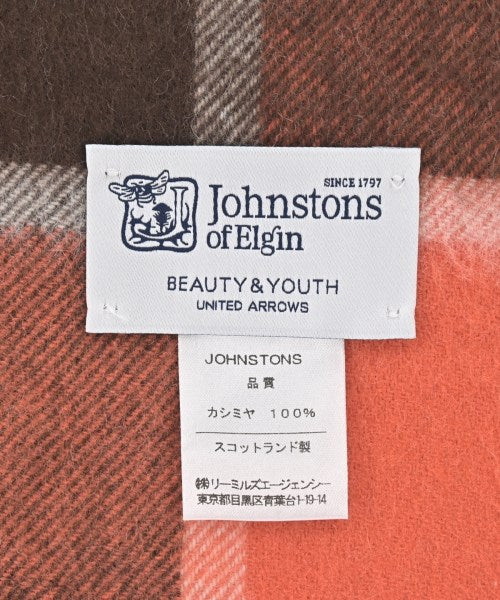 SINCE 1797
Johnstons
of Elgin
BEAUTY&YOUTH
UNITED ARROWS
JOHNSTONS
品質
カシミヤ 100%
スコットランド製
㈱リーミルズエージェンシー
東京都目黒区青葉台1-19-14